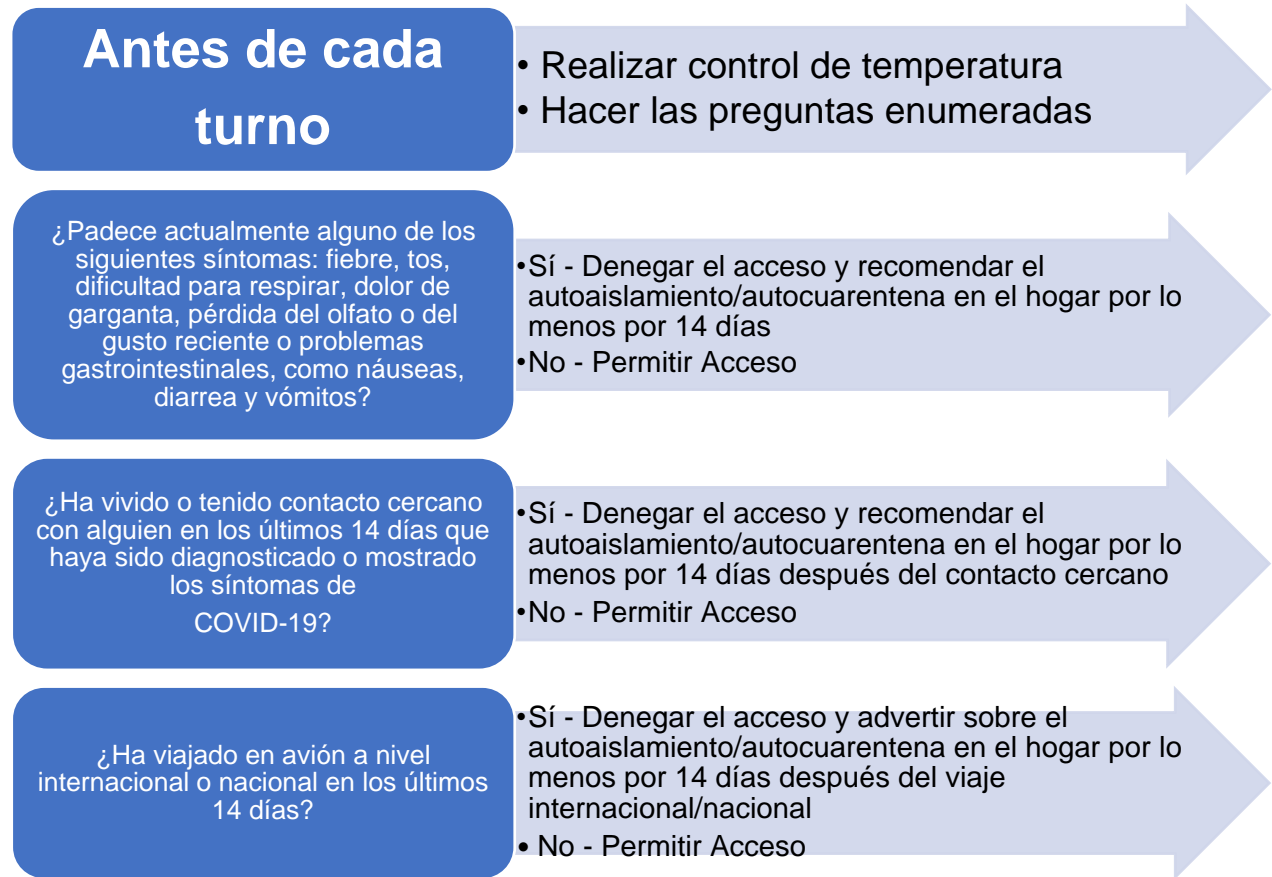 Antes de cada
turno
• Realizar control de temperatura
• Hacer las preguntas enumeradas
¿Padece actualmente alguno de los
siguientes síntomas: fiebre, tos,
dificultad para respirar, dolor de
garganta, pérdida del olfato o del
gusto reciente o problemas
gastrointestinales, como náuseas,
diarrea y vómitos?
•Sí - Denegar el acceso y recomendar el
autoaislamiento/autocuarentena en el hogar por lo
menos por 14 días
•No - Permitir Acceso
¿Ha vivido o tenido contacto cercano
con alguien en los últimos 14 días que
haya sido diagnosticado o mostrado
los síntomas de
COVID-19?
•Sí - Denegar el acceso y recomendar el
autoaislamiento/autocuarentena en el hogar por lo
menos por 14 días después del contacto cercano
•No - Permitir Acceso
¿Ha viajado en avión a nivel
internacional o nacional en los últimos
14 días?
•Sí - Denegar el acceso y advertir sobre el
autoaislamiento/autocuarentena en el hogar por lo
menos por 14 días después del viaje
internacional/nacional
• No - Permitir Acceso